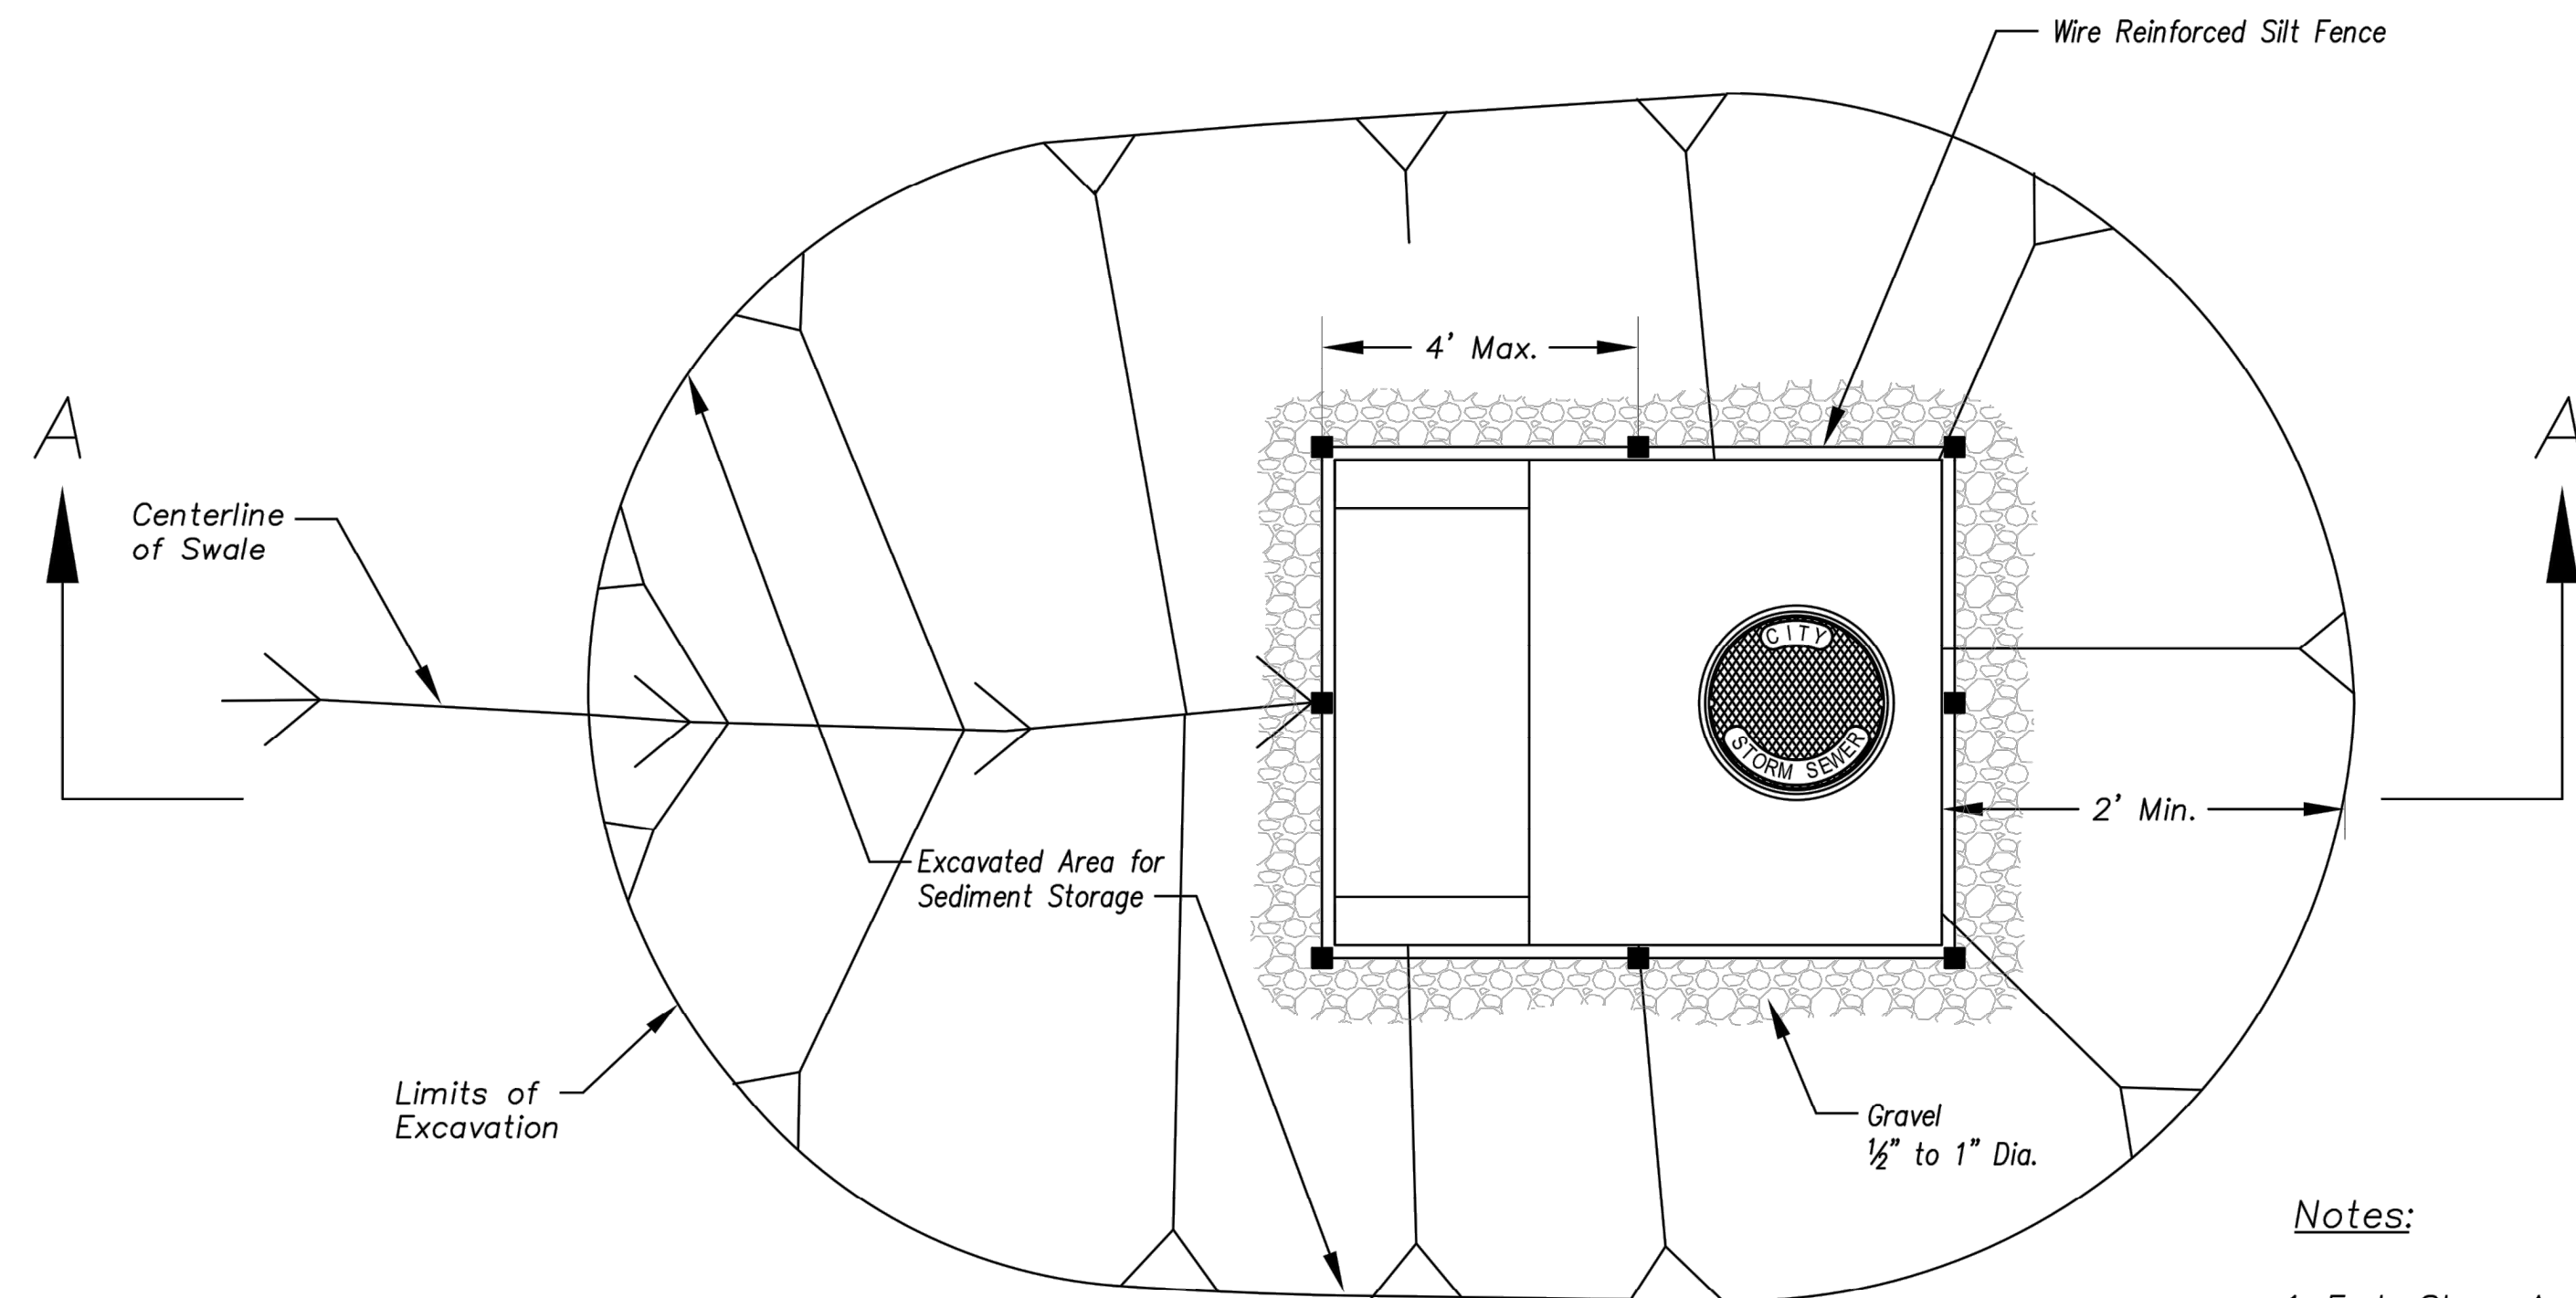 Wire Reinforced Silt Fence
4' Max.
A
A
Centerline
of Swale
CITY
STORM SEWER
2' Min.
Excavated Area for
Sediment Storage
Limits of
Excavation
Gravel
½" to 1" Dia.
Notes: